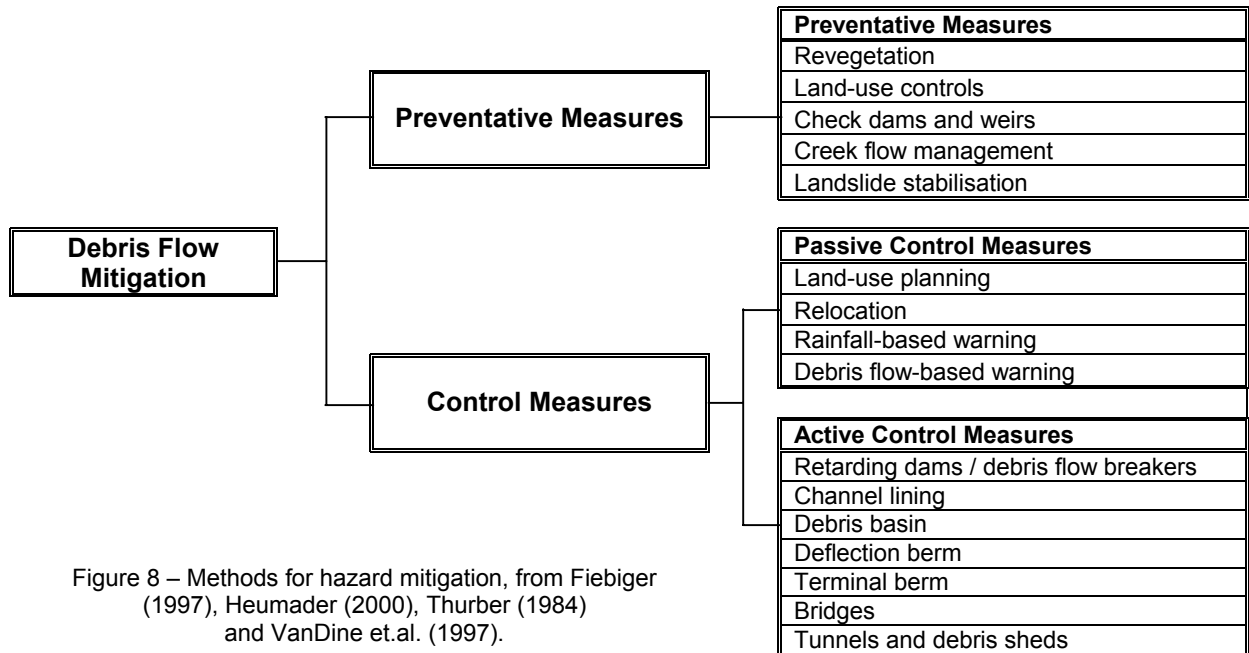 Debris Flow
Mitigation
Preventative Measures
Control Measures
Preventative Measures
Revegetation
Land-use controls
Check dams and weirs
Creek flow management
Landslide stabilisation
Passive Control Measures
Land-use planning
Relocation
Rainfall-based warning
Debris flow-based warning
Active Control Measures
Retarding dams / debris flow breakers
Channel lining
Debris basin
Deflection berm
Terminal berm
Bridges
Tunnels and debris sheds
Figure 8 – Methods for hazard mitigation, from Fiebiger
(1997), Heumader (2000), Thurber (1984)
and VanDine et.al. (1997).